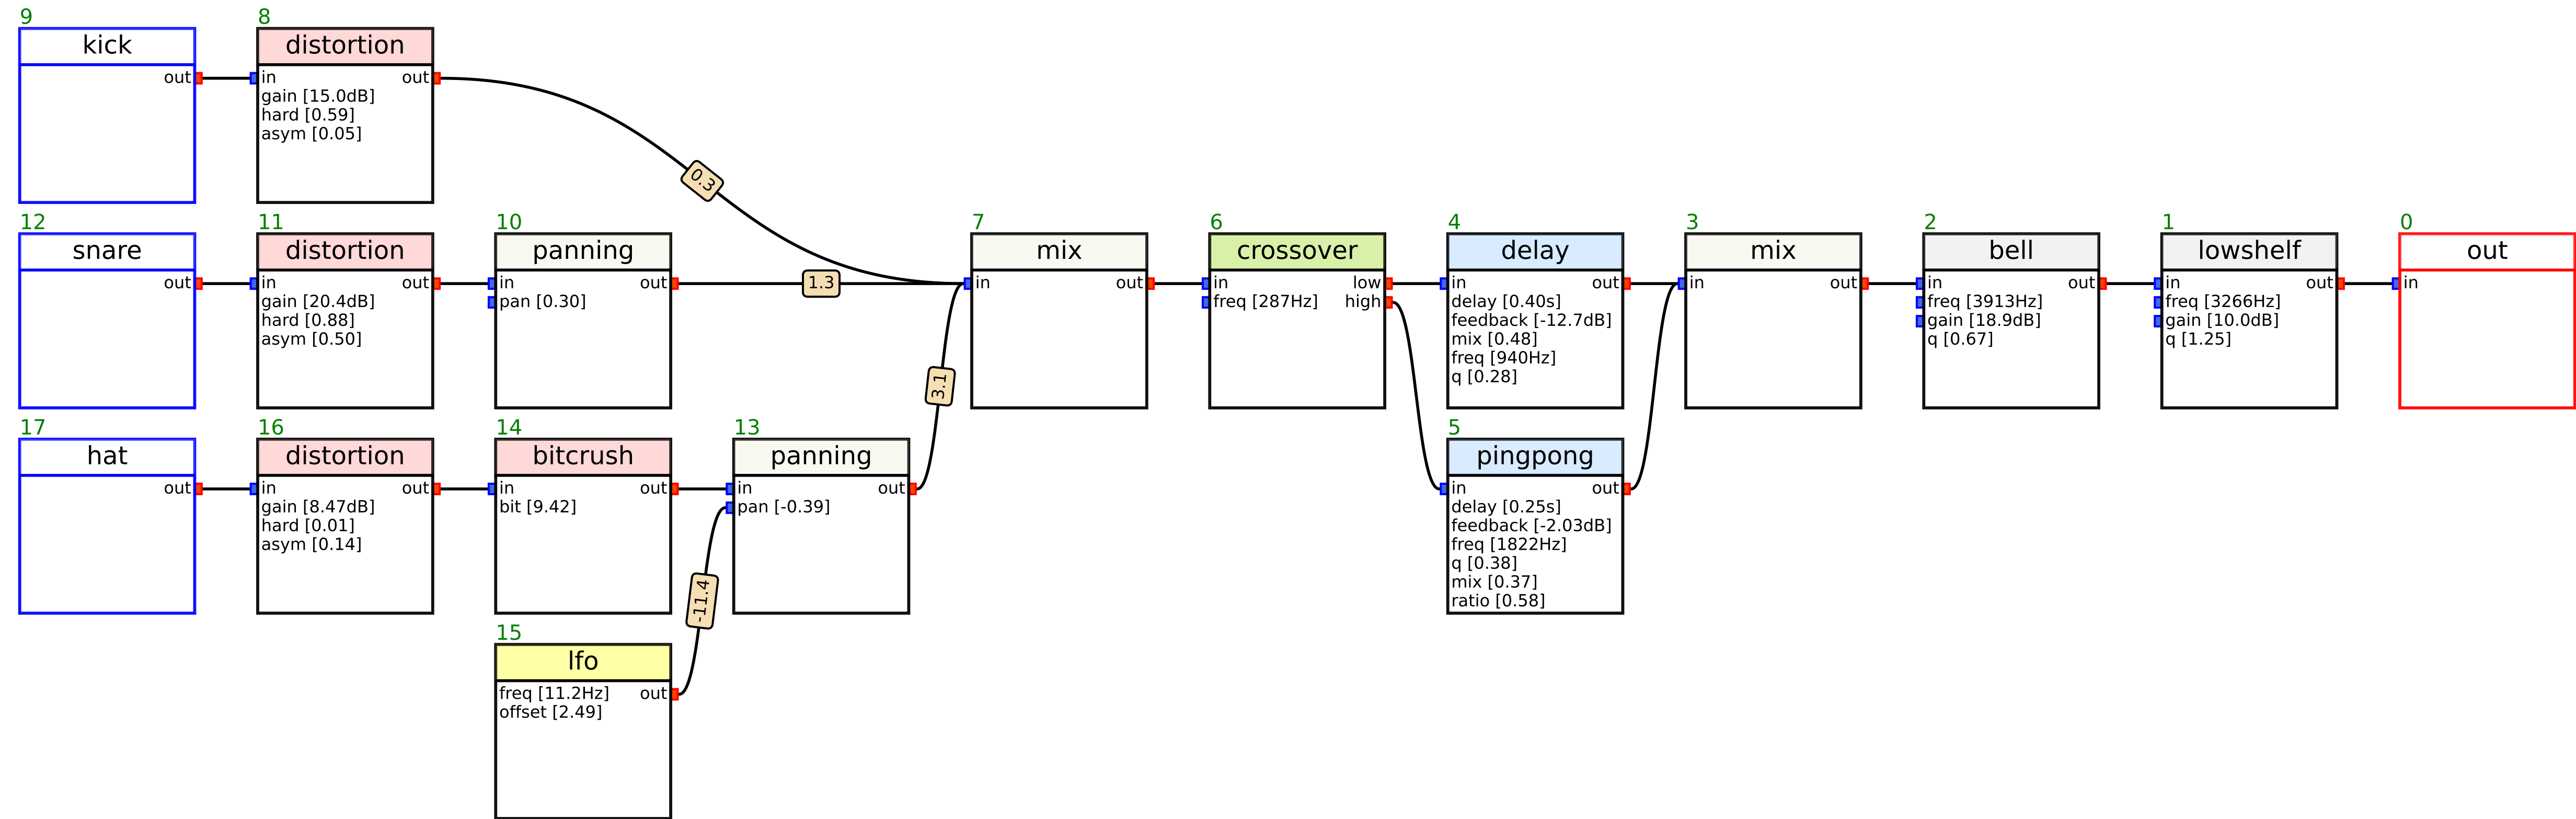 9
kick
out
8
distortion
in out
gain [15.0dB]
hard [0.59]
asym [0.05]
0.3
12
snare
out
11
distortion
in out
gain [20.4dB]
hard [0.88]
asym [0.50]
10
panning
in out
pan [0.30]
1.3
7
mix
in out
6
crossover
in low
freq [287Hz] high
4
delay
in out
delay [0.40s]
feedback [-12.7dB]
mix [0.48]
freq [940Hz]
q [0.28]
3
mix
in out
2
bell
in out
freq [3913Hz]
gain [18.9dB]
q [0.67]
1
lowshelf
in out
freq [3266Hz]
gain [10.0dB]
q [1.25]
0
out
in
17
hat
out
16
distortion
in out
gain [8.47dB]
hard [0.01]
asym [0.14]
14
bitcrush
in out
bit [9.42]
13
panning
in out
pan [-0.39]
3.1
5
pingpong
in out
delay [0.25s]
feedback [-2.03dB]
freq [1822Hz]
q [0.38]
mix [0.37]
ratio [0.58]
-11.4
15
lfo
freq [11.2Hz] out
offset [2.49]